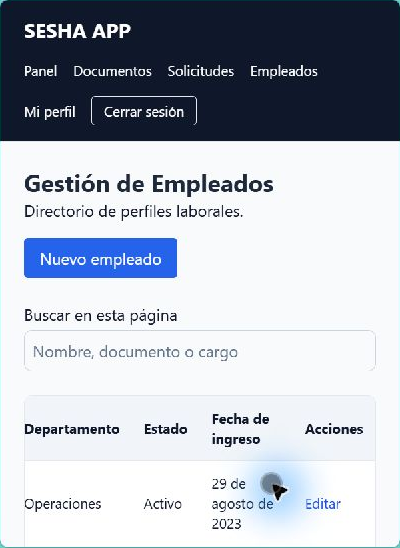 SESHA APP
Panel Documentos Solicitudes Empleados
Mi perfil Cerrar sesión
Gestión de Empleados
Directorio de perfiles laborales.
Nuevo empleado
Buscar en esta página
Nombre, documento o cargo
Departamento Estado Fecha de ingreso Acciones
Operaciones Activo 29 de agosto de 2023 Editar